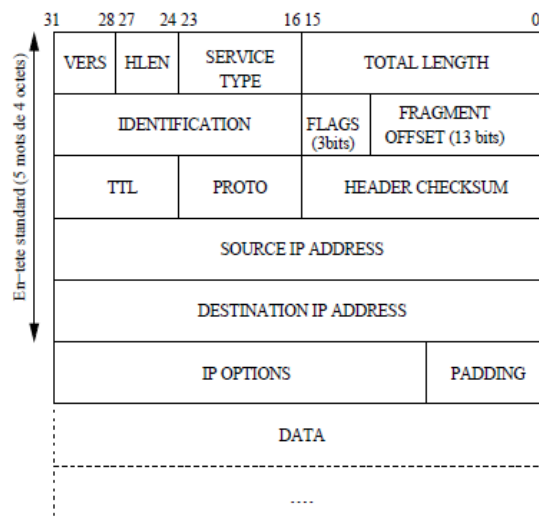 31 28 27 24 23 16 15 0
VERS HLEN SERVICE TYPE TOTAL LENGTH
IDENTIFICATION FLAGS (3bits) FRAGMENT OFFSET (13 bits)
TTL PROTO HEADER CHECKSUM
SOURCE IP ADDRESS
DESTINATION IP ADDRESS
IP OPTIONS PADDING
DATA
....
En-tete standard (5 mots de 4 octets)